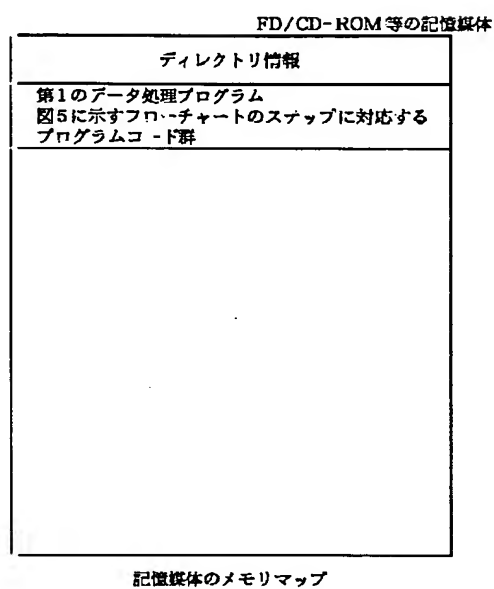 FD/CD-ROM等の記憶媒体
ディレクトリ情報
第1のデータ処理プログラム
図5に示すフローチャートのステップに対応する
プログラムコード群
記憶媒体のメモリマップ